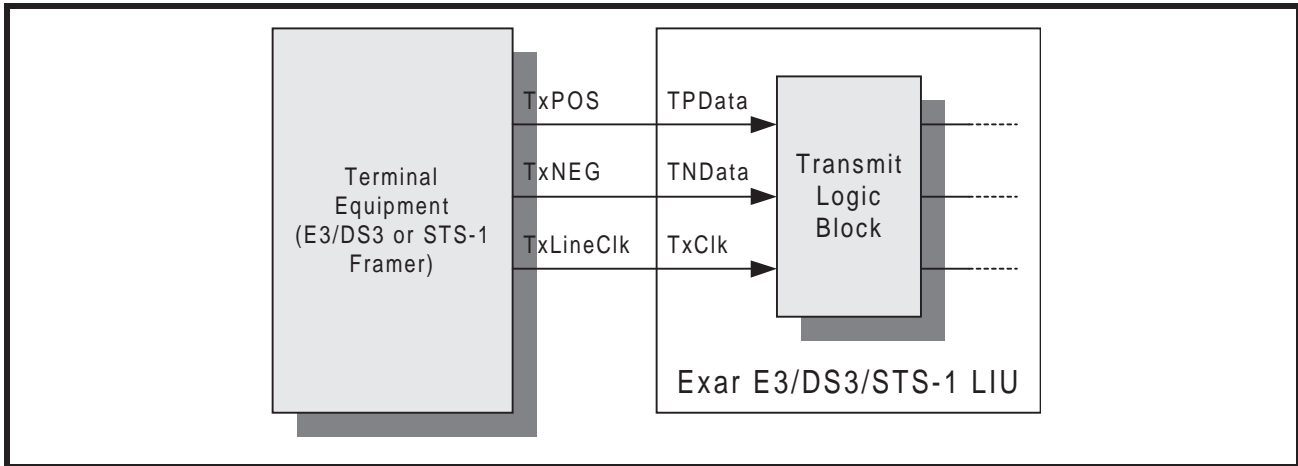 Terminal
Equipment
(E3/DS3 or STS-1
Framer)
TxPOS
TPData
TxNEG
TNData
TxLineClk
TxClk
Transmit
Logic
Block
Exar E3/DS3/STS-1 LIU